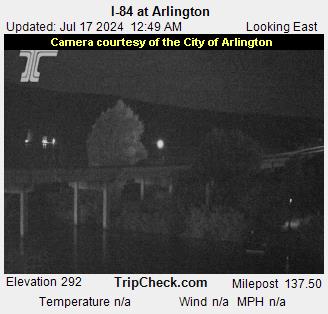 I-84 at Arlington
Updated: Jul 17 2024 12:49 AM Looking East
Camera courtesy of the City of Arlington
Elevation 292 TripCheck.com Milepost 137.50
Temperature n/a Wind n/a MPH n/a